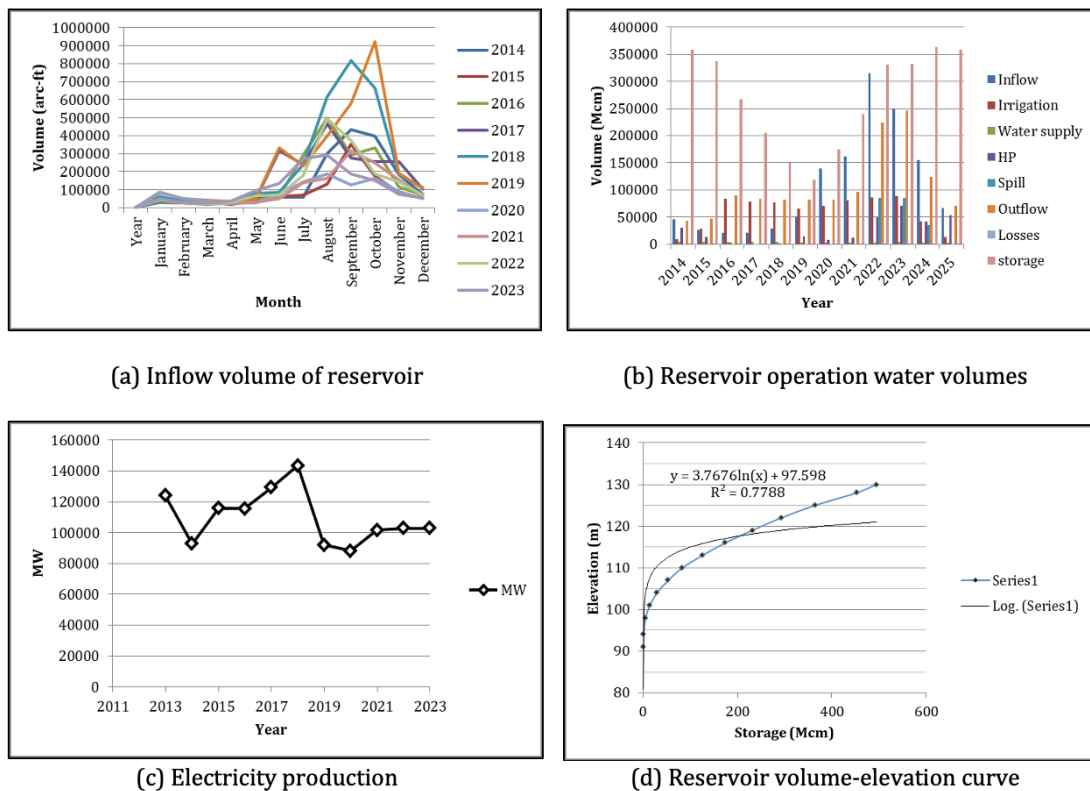 1000000
900000
800000
700000
600000
500000
400000
300000
200000
100000
0
Volume (arc-ft)
Year
January
February
March
April
May
June
July
August
September
October
November
December
Month
2014
2015
2016
2017
2018
2019
2020
2021
2022
2023
(a) Inflow volume of reservoir
400000
350000
300000
250000
200000
150000
100000
50000
0
Volume (Mcm)
2014
2015
2016
2017
2018
2019
2020
2021
2022
2023
2024
2025
Year
Inflow
Irrigation
Water supply
HP
Spill
Outflow
Losses
storage
(b) Reservoir operation water volumes
160000
140000
120000
100000
80000
60000
40000
20000
0
MW
2011
2013
2015
2017
2019
2021
2023
Year
MW
(c) Electricity production
140
130
120
110
100
90
80
Elevation (m)
y = 3.7676ln(x) + 97.598
R² = 0.7788
0
200
400
600
Storage (Mcm)
Series1
Log. (Series1)
(d) Reservoir volume-elevation curve